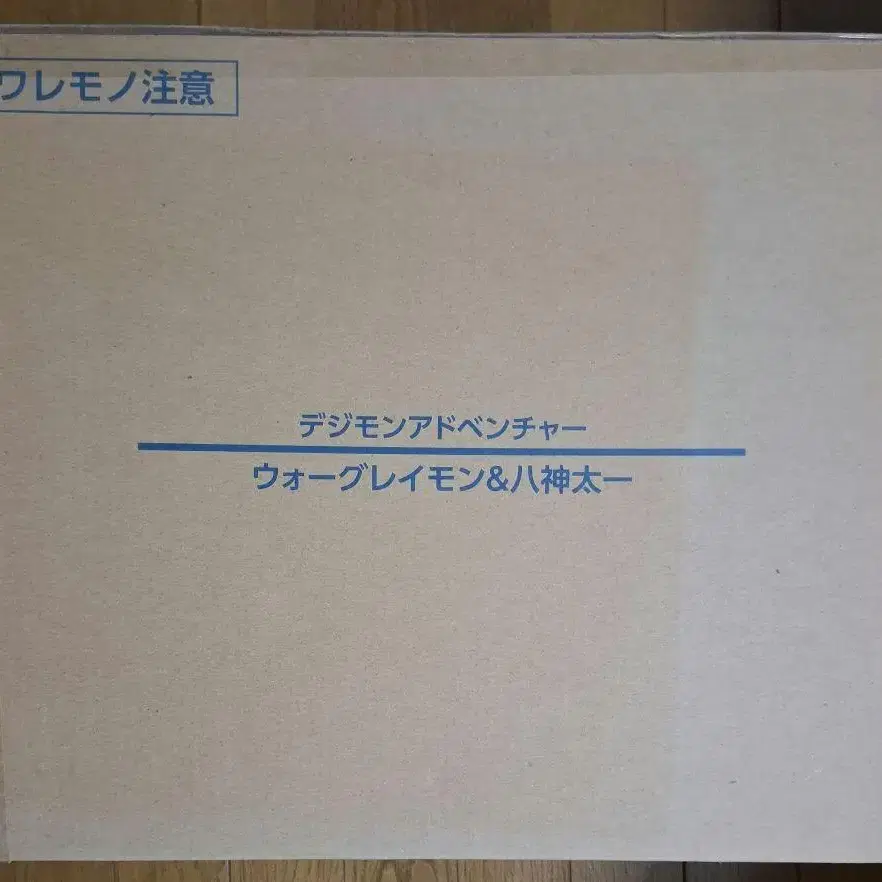 ワレモノ注意
デジモンアドベンチャー
ウォーグレイモン&八神太一